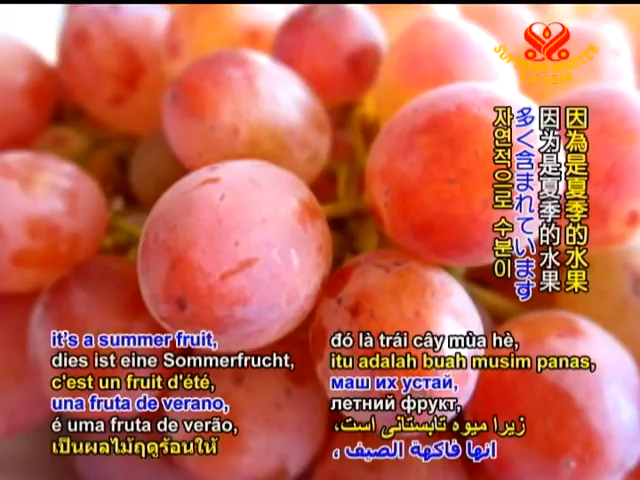 因為是夏季的水果
因为是夏季的水果
多く含まれています
자연적으로 수분이
it's a summer fruit,
dies ist eine Sommerfrucht,
c'est un fruit d'été,
una fruta de verano,
é uma fruta de verão,
เป็นผลไม้ฤดูร้อนให้
đó là trái cây mùa hè,
itu adalah buah musim panas,
маш их устай,
летний фрукт,
زیرا میوه تابستانی است،
انها فاكهة الصيف ،